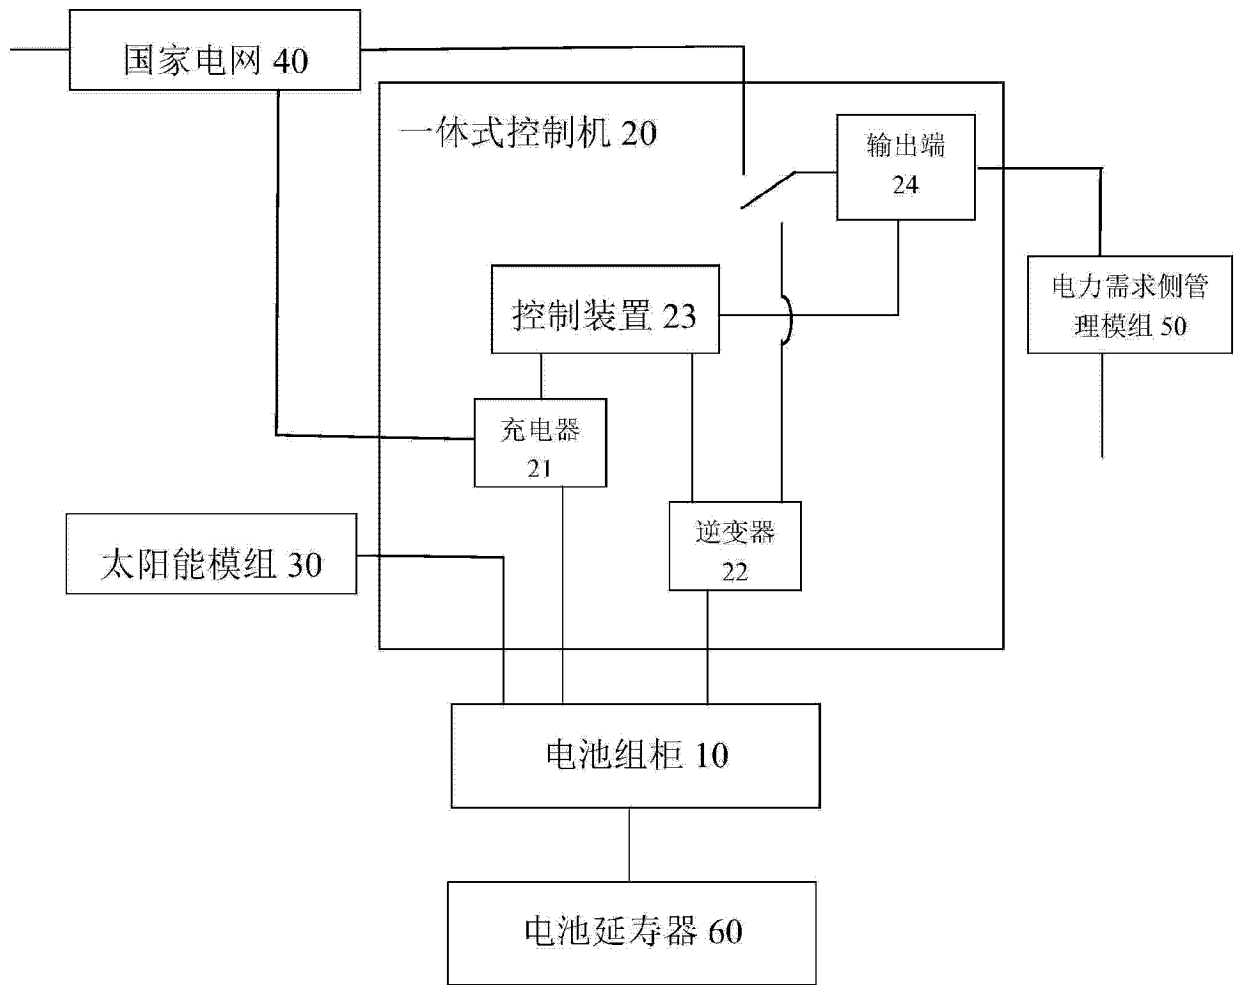 国家电网 40
一体式控制机 20
输出端
24
电力需求侧管
理模组 50
控制装置 23
充电器
21
逆变器
22
太阳能模组 30
电池组柜 10
电池延寿器 60